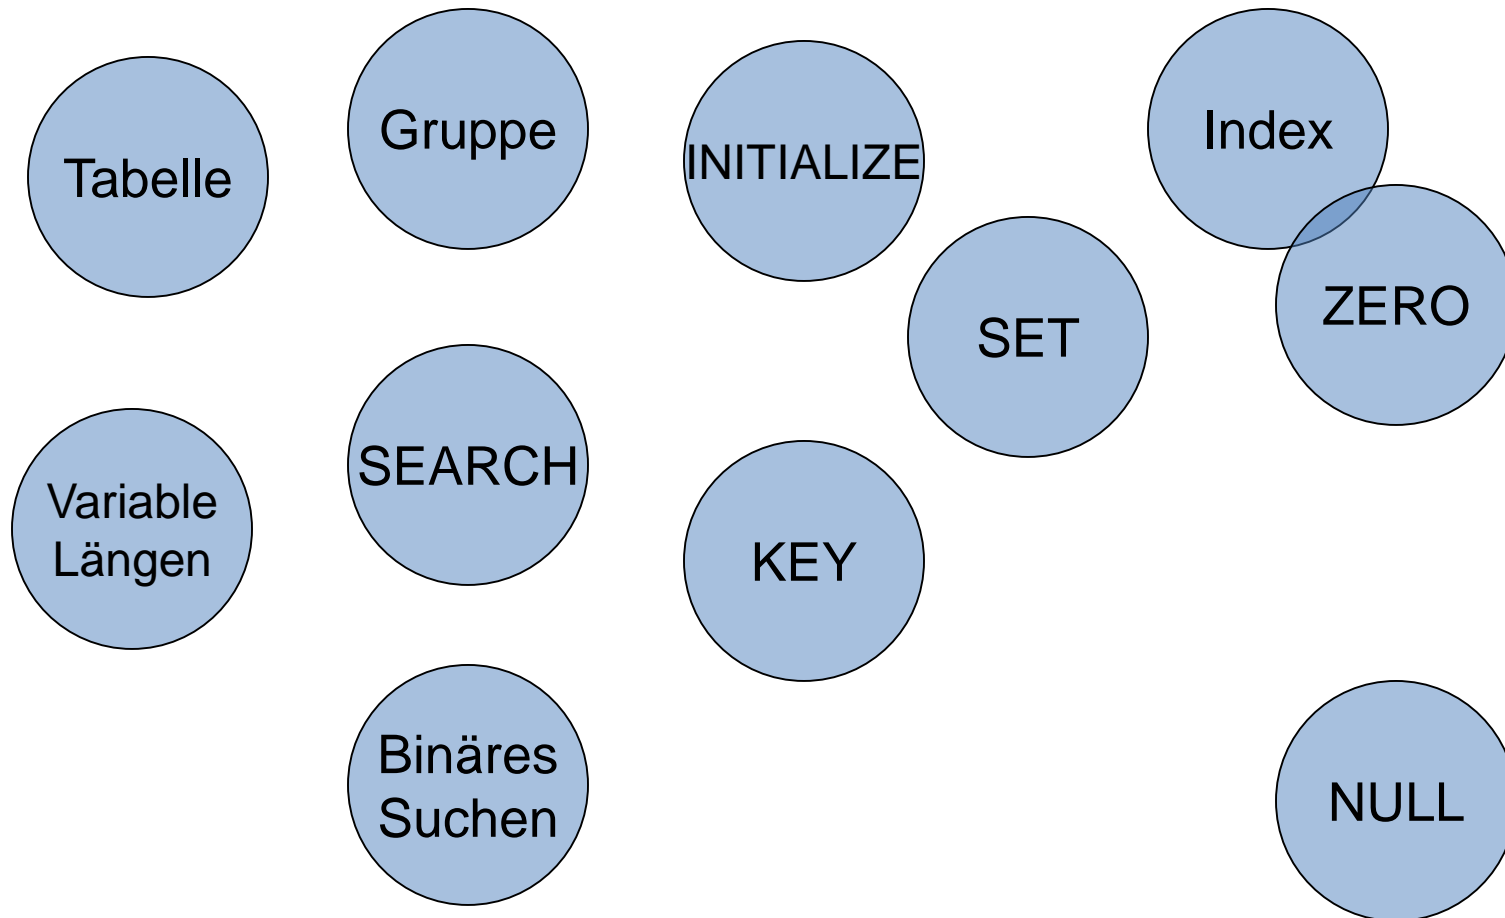 Tabelle
Gruppe
INITIALIZE
Index
SET
ZERO
Variable
Längen
SEARCH
KEY
Binäres
Suchen
NULL